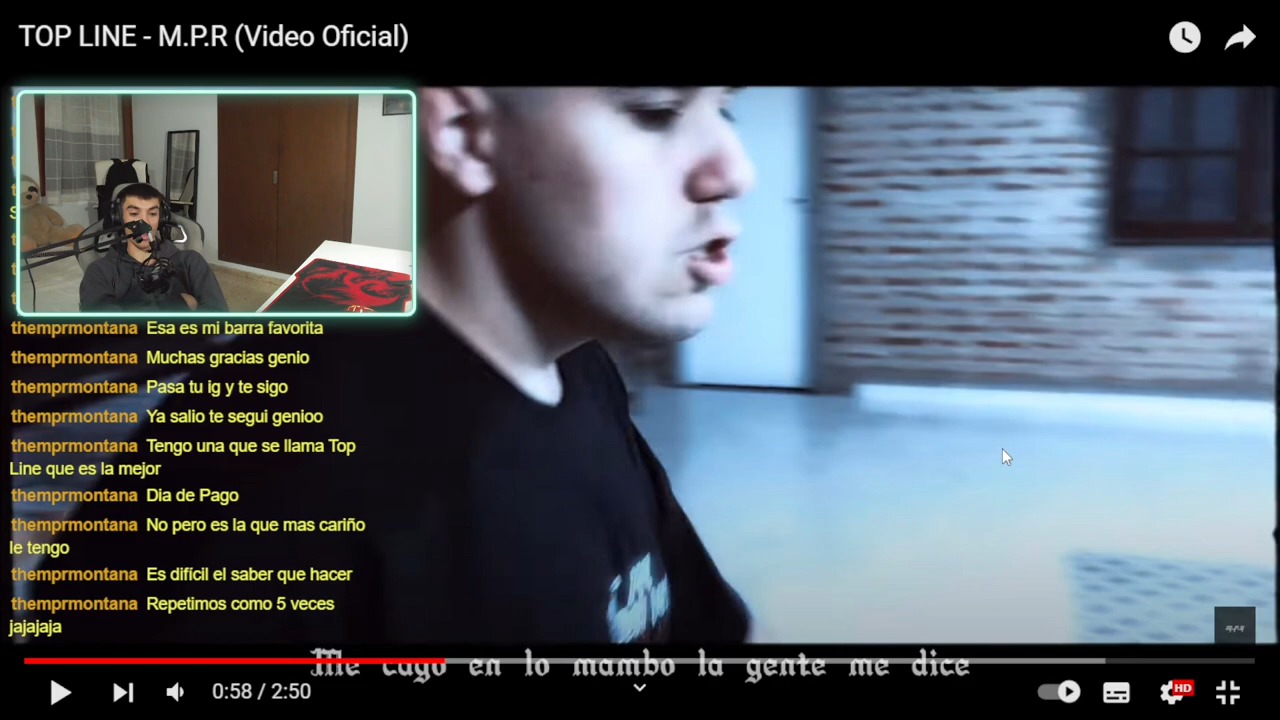 TOP LINE - M.P.R (Video Oficial)
themprmontana Esa es mi barra favorita
themprmontana Muchas gracias genio
themprmontana Pasa tu ig y te sigo
themprmontana Ya salio te segui genioo
themprmontana Tengo una que se llama Top
Line que es la mejor
themprmontana Dia de Pago
themprmontana No pero es la que mas cariño
le tengo
themprmontana Es difícil el saber que hacer
themprmontana Repetimos como 5 veces
jajajaja
Me cago en lo mambo la gente me dice
0:58 / 2:50
HD